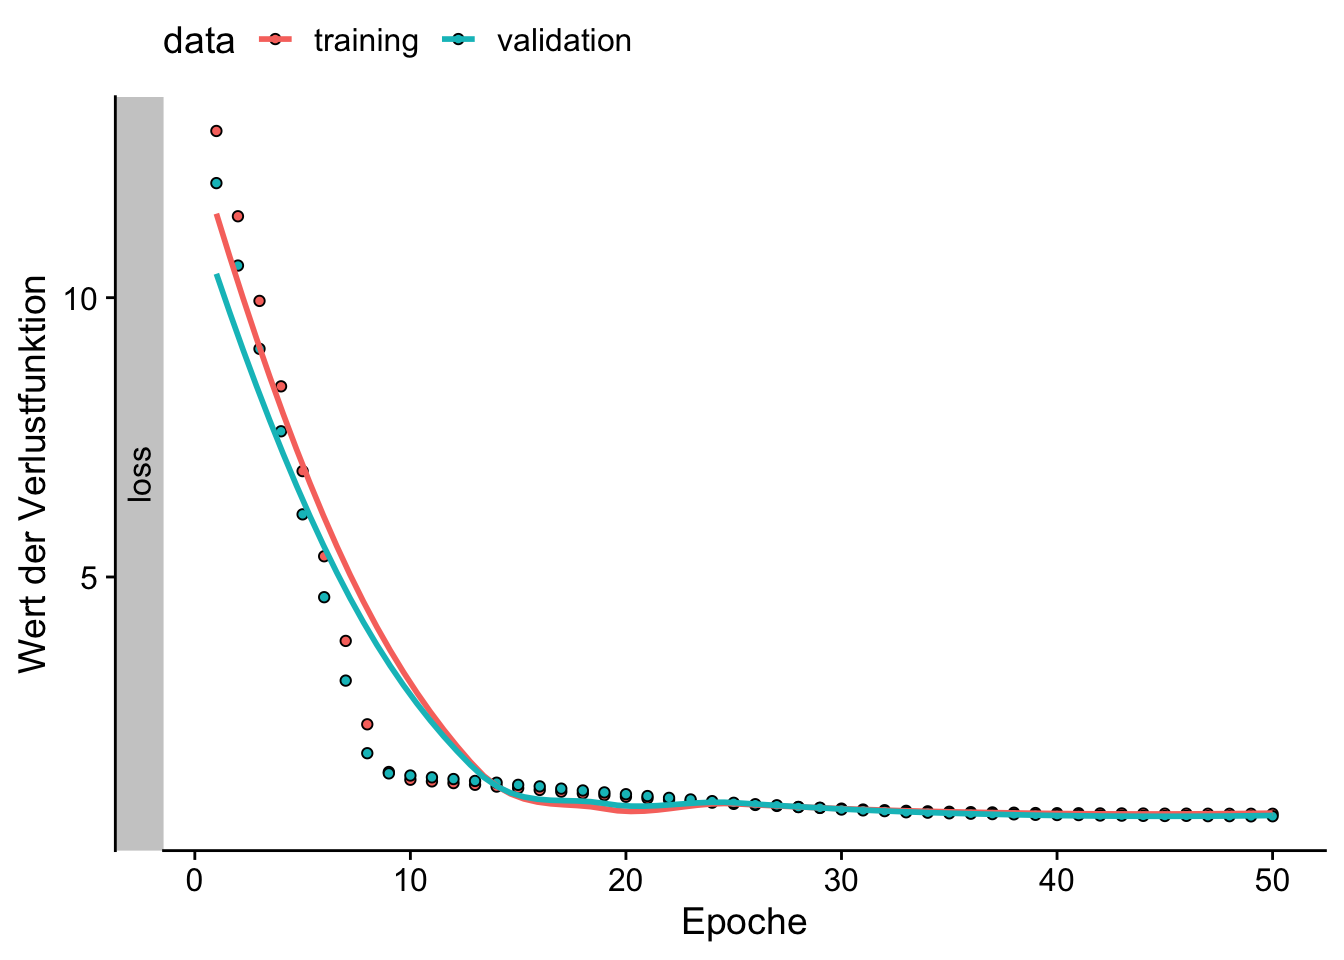 data training validation
Wert der Verlustfunktion
loss
10
5
0 10 20 30 40 50
Epoche